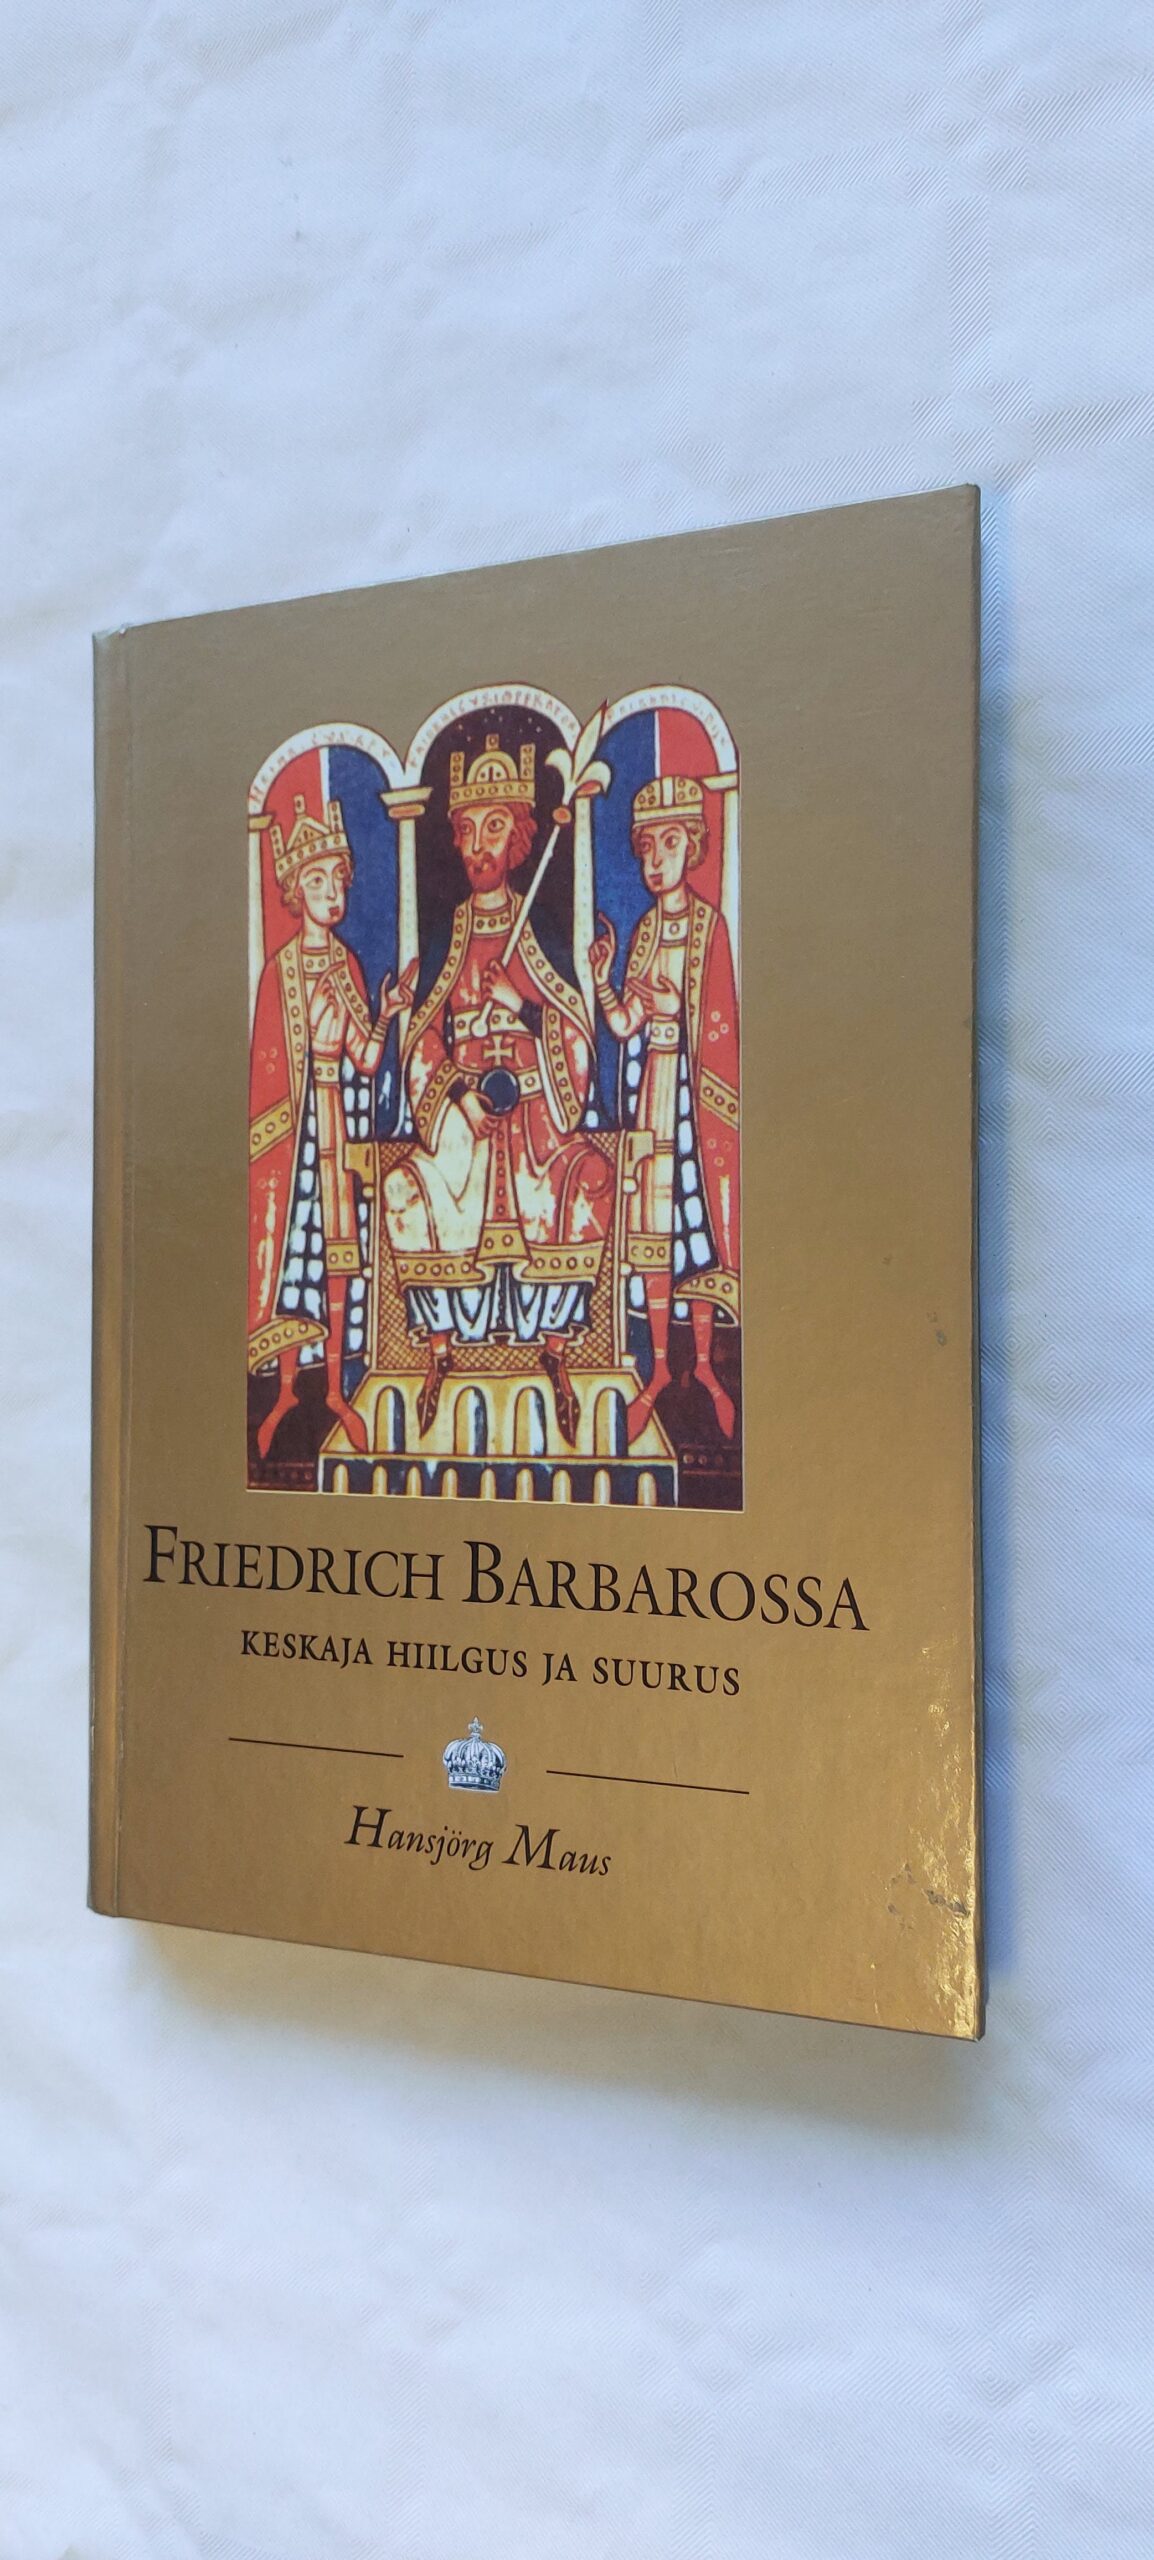 FRIEDRICH BARBAROSSA
KESKAJA HIILGUS JA SUURUS
Hansjörg Maus